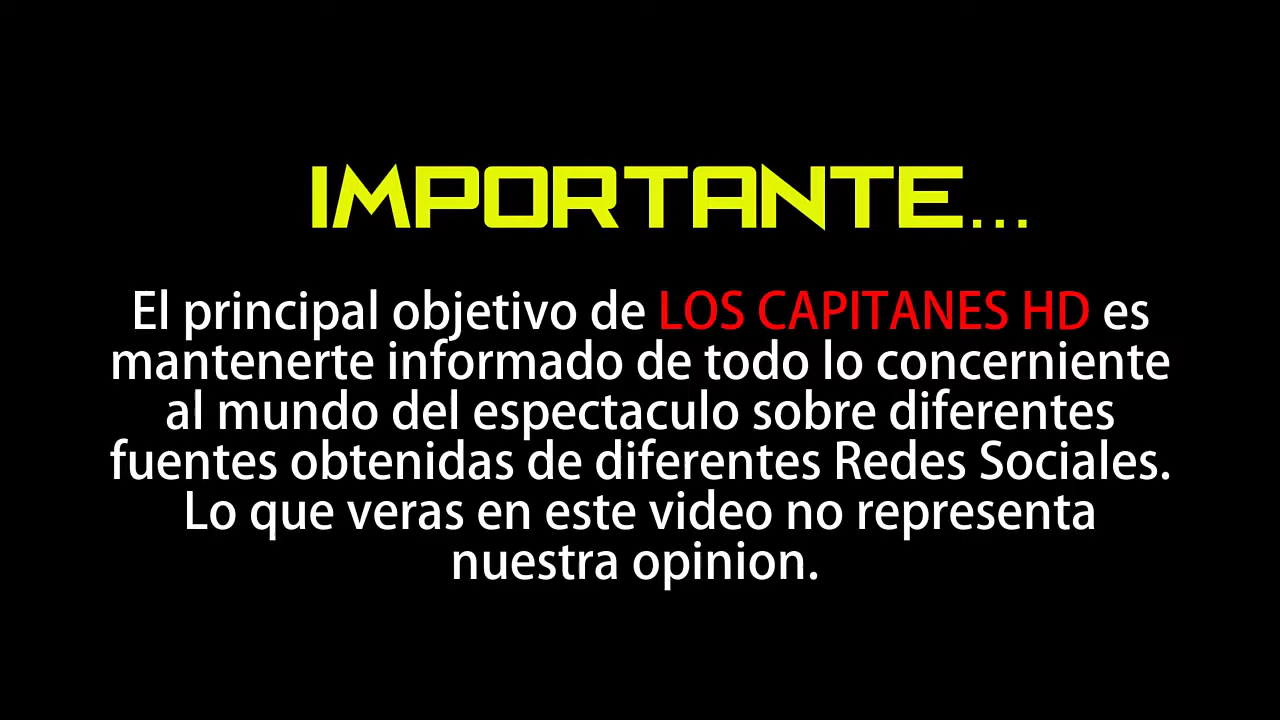 IMPORTANTE...
El principal objetivo de LOS CAPITANES HD es
mantenerte informado de todo lo concerniente
al mundo del espectaculo sobre diferentes
fuentes obtenidas de diferentes Redes Sociales.
Lo que veras en este video no representa
nuestra opinion.